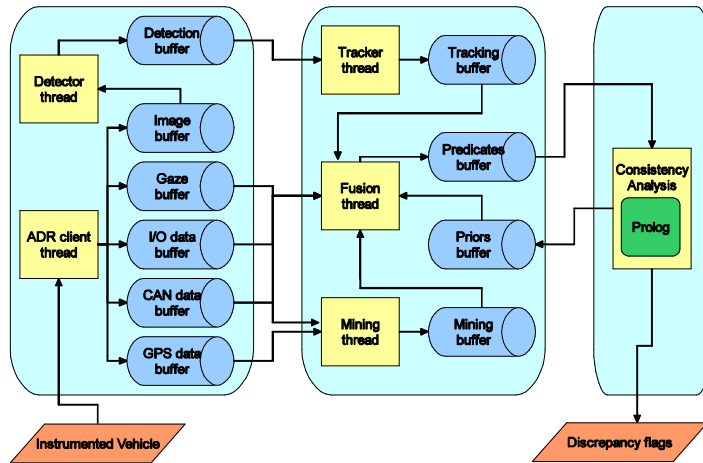 Detection
buffer
Detector
thread
Image
buffer
Gaze
buffer
ADR client
thread
I/O data
buffer
CAN data
buffer
GPS data
buffer
Instrumented Vehicle
Tracker
thread
Tracking
buffer
Predicates
buffer
Fusion
thread
Priors
buffer
Mining
thread
Mining
buffer
Consistency
Analysis
Prolog
Discrepancy flags